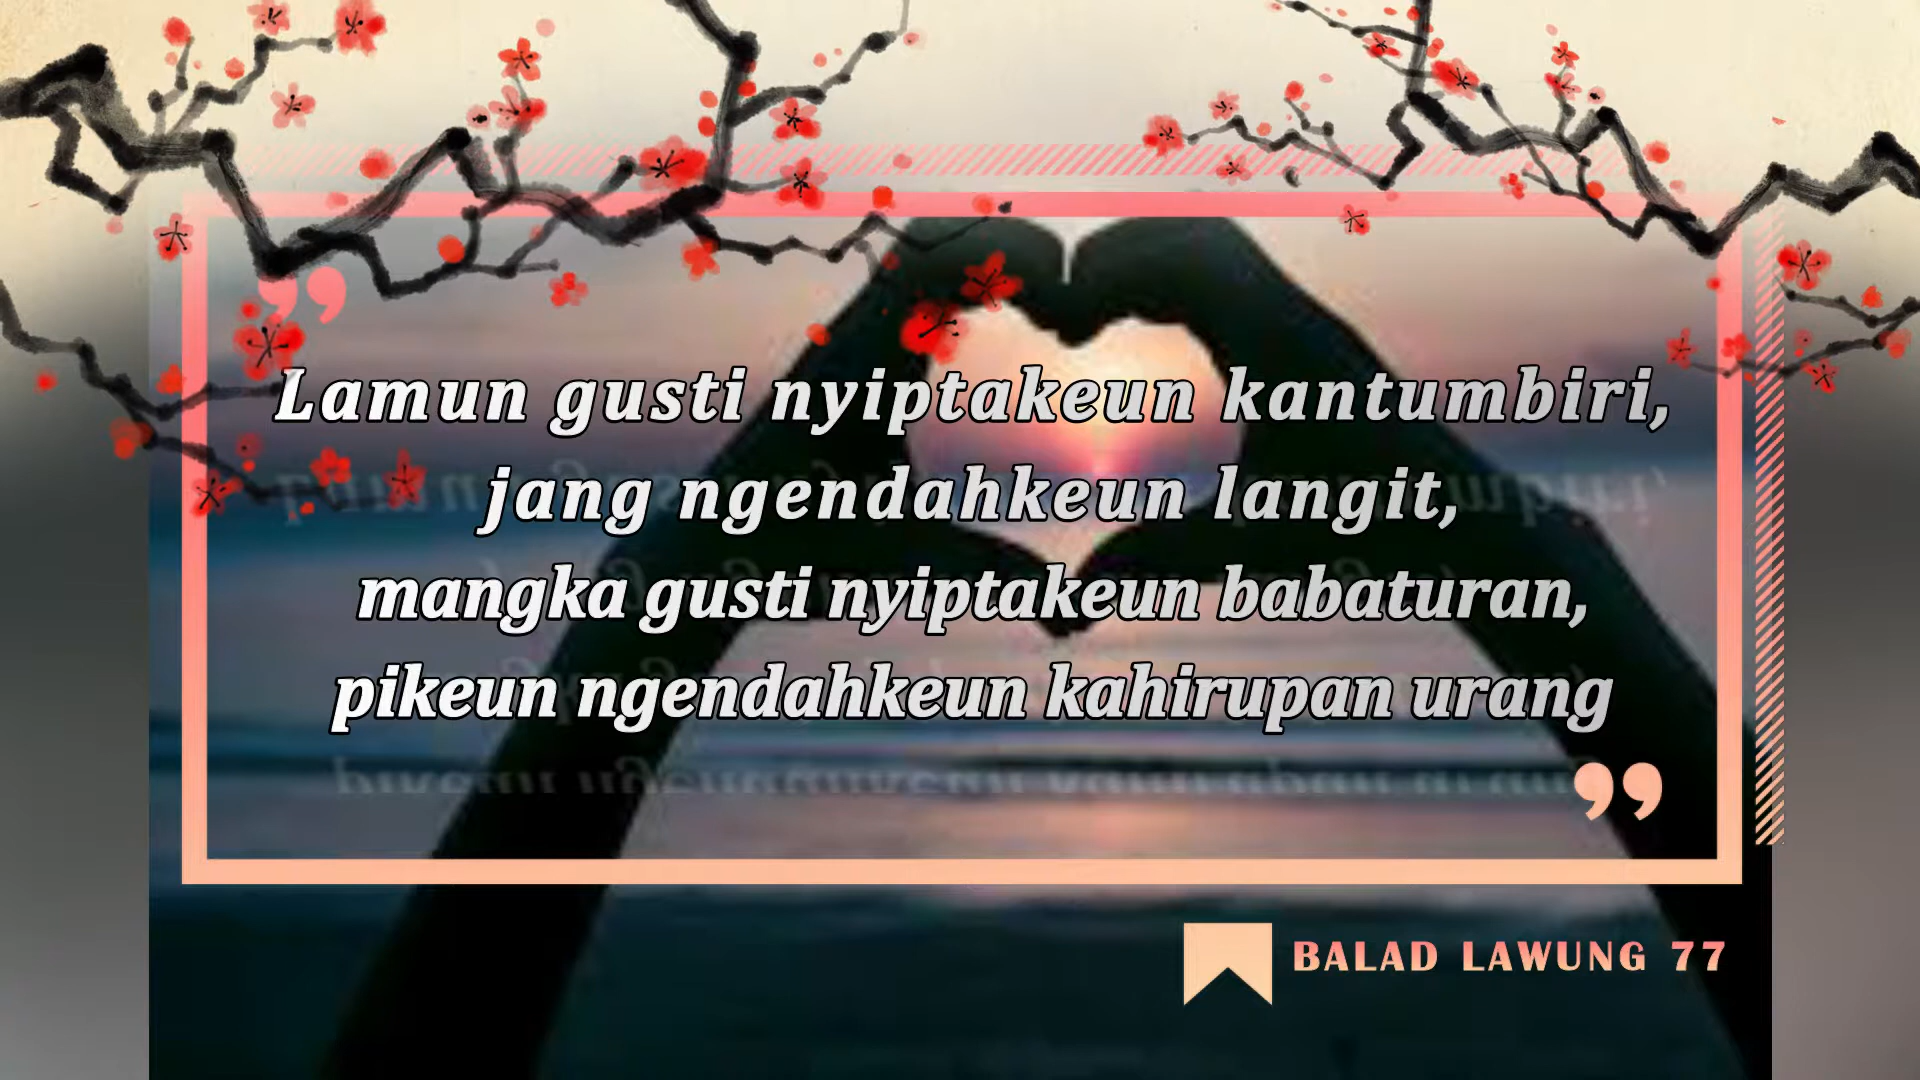 Lamun gusti nyiptakeun kantumbiri,
jang ngendahkeun langit,
mangka gusti nyiptakeun babaturan,
pikeun ngendahkeun kahirupan urang
BALAD LAWUNG 77